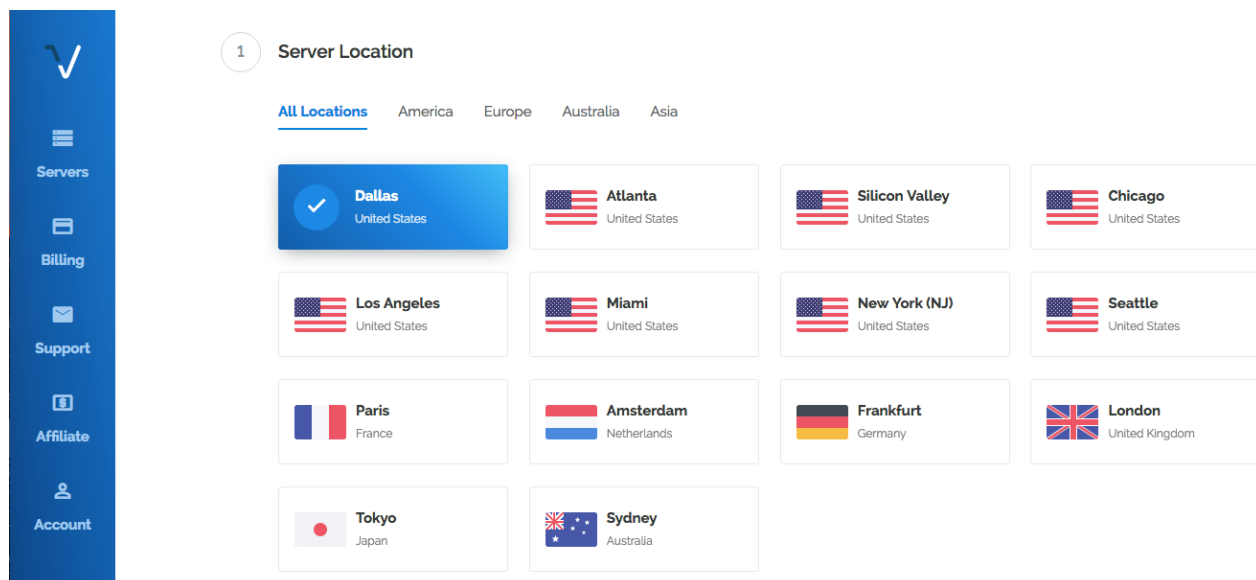 1 Server Location
All Locations America Europe Australia Asia
Servers
Billing
Support
Affiliate
Account
Dallas
United States
Atlanta
United States
Silicon Valley
United States
Chicago
United States
Los Angeles
United States
Miami
United States
New York (NJ)
United States
Seattle
United States
Paris
France
Amsterdam
Netherlands
Frankfurt
Germany
London
United Kingdom
Tokyo
Japan
Sydney
Australia